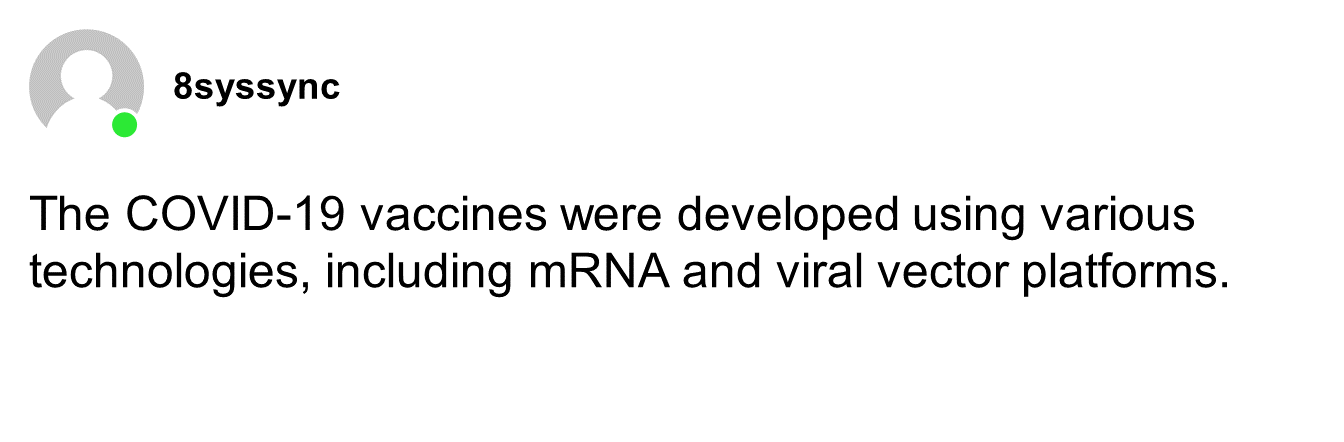 8syssync
The COVID-19 vaccines were developed using various
technologies, including mRNA and viral vector platforms.